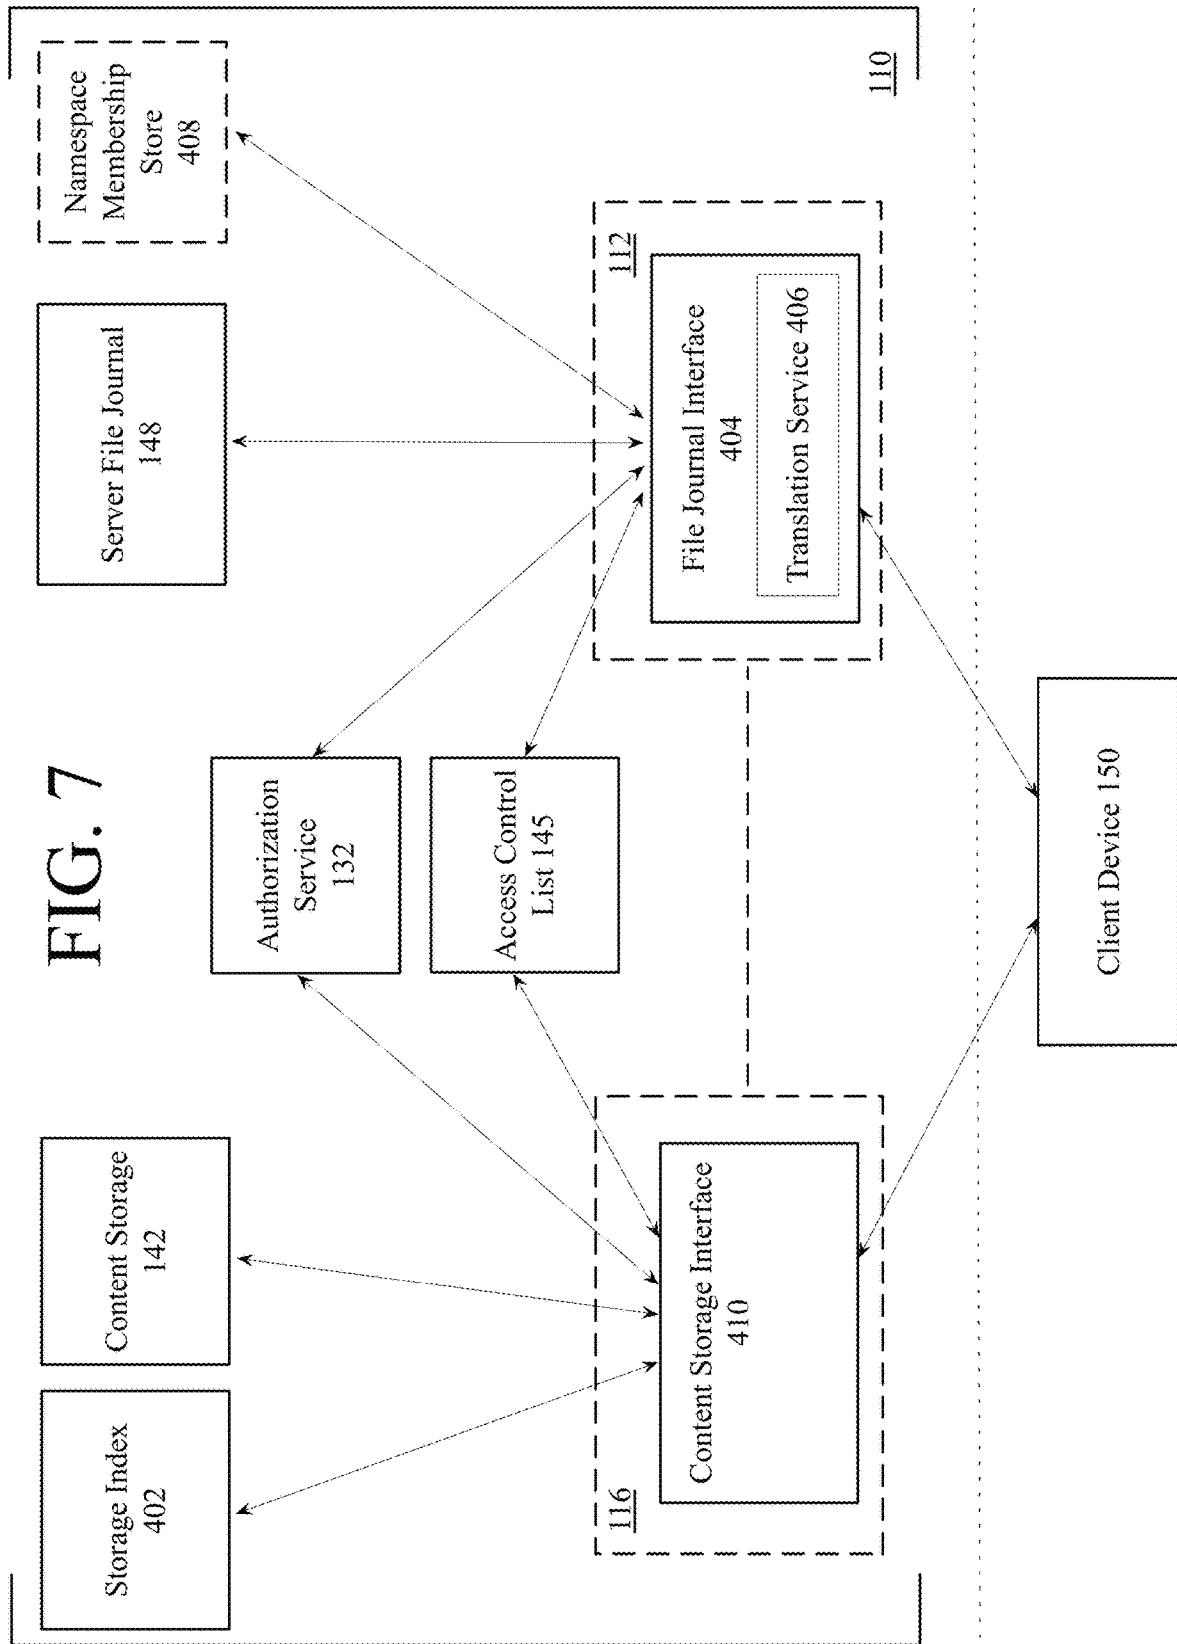 FIG. 7
Storage Index
402
Content Storage
142
Authorization
Service
132
Access Control
List 145
Server File Journal
148
Namespace
Membership
Store
408
116
Content Storage Interface
410
112
File Journal Interface
404
Translation Service 406
110
Client Device 150